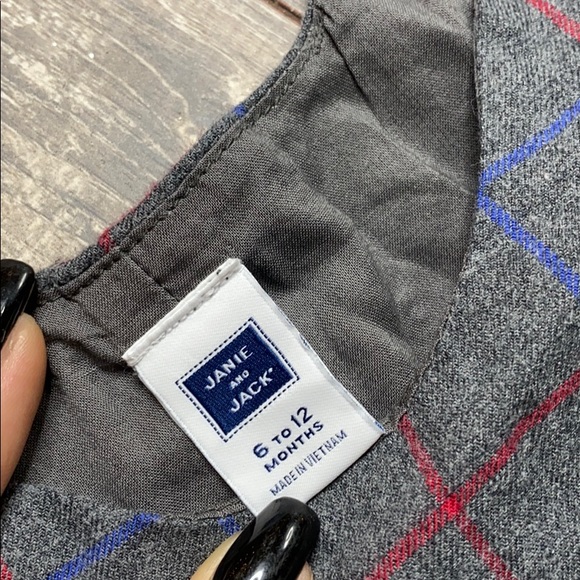 JANIE
AND
JACK®
6 TO 12
MONTHS
MADE IN VIETNAM